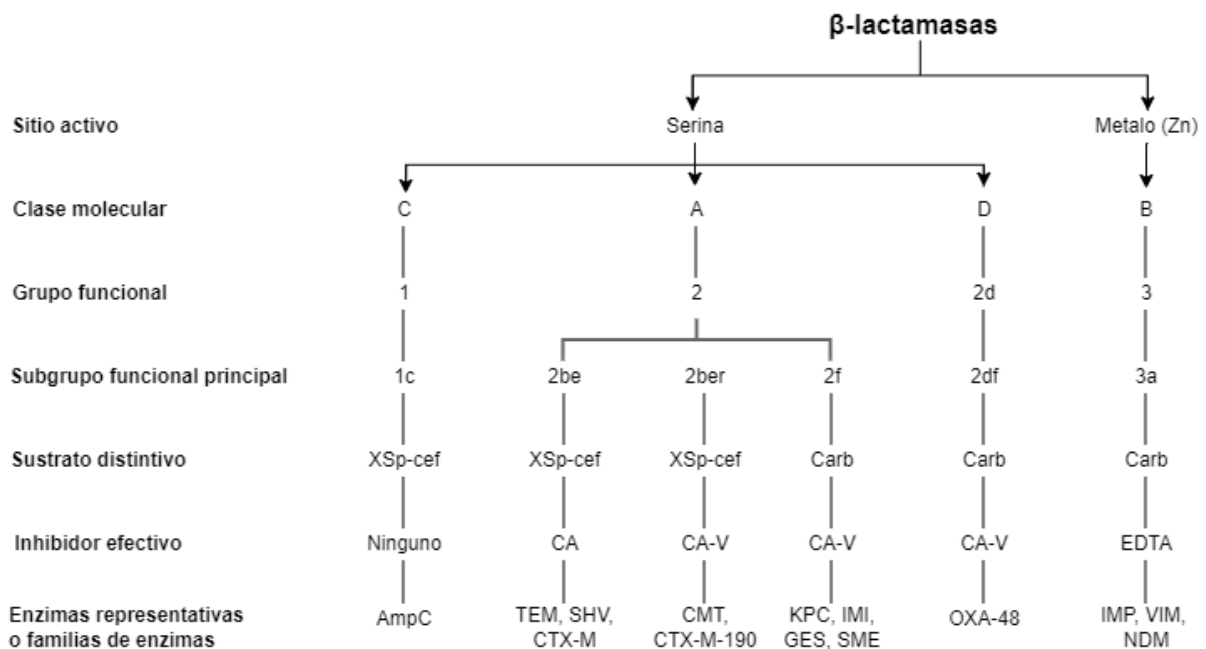 β-lactamasas
Sitio activo Serina Metalo (Zn)
Clase molecular C A D B
Grupo funcional 1 2 2d 3
Subgrupo funcional principal 1c 2be 2ber 2f 2df 3a
Sustrato distintivo XSp-cef XSp-cef XSp-cef Carb Carb Carb
Inhibidor efectivo Ninguno CA CA-V CA-V CA-V EDTA
Enzimas representativas
o familias de enzimas
AmpC
TEM, SHV,
CTX-M
CMT,
CTX-M-190
KPC, IMI,
GES, SME
OXA-48
IMP, VIM,
NDM